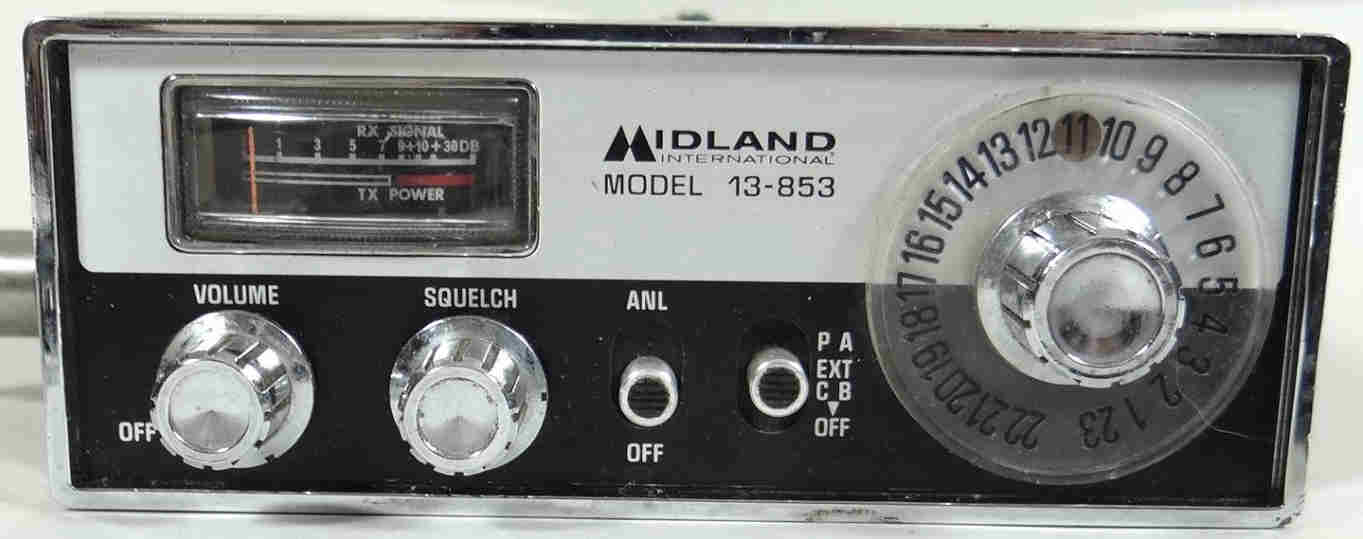 RX SIGNAL
1 3 5 7 9+10+30DB
TX POWER
MIDLAND
INTERNATIONAL
MODEL 13-853
VOLUME
OFF
SQUELCH
ANL
OFF
P A
EXT
C B
OFF
1 2 3 4 5 6 7 8 9 10 11 12 13 14 15 16 17 18 19 20 21 22 22 23